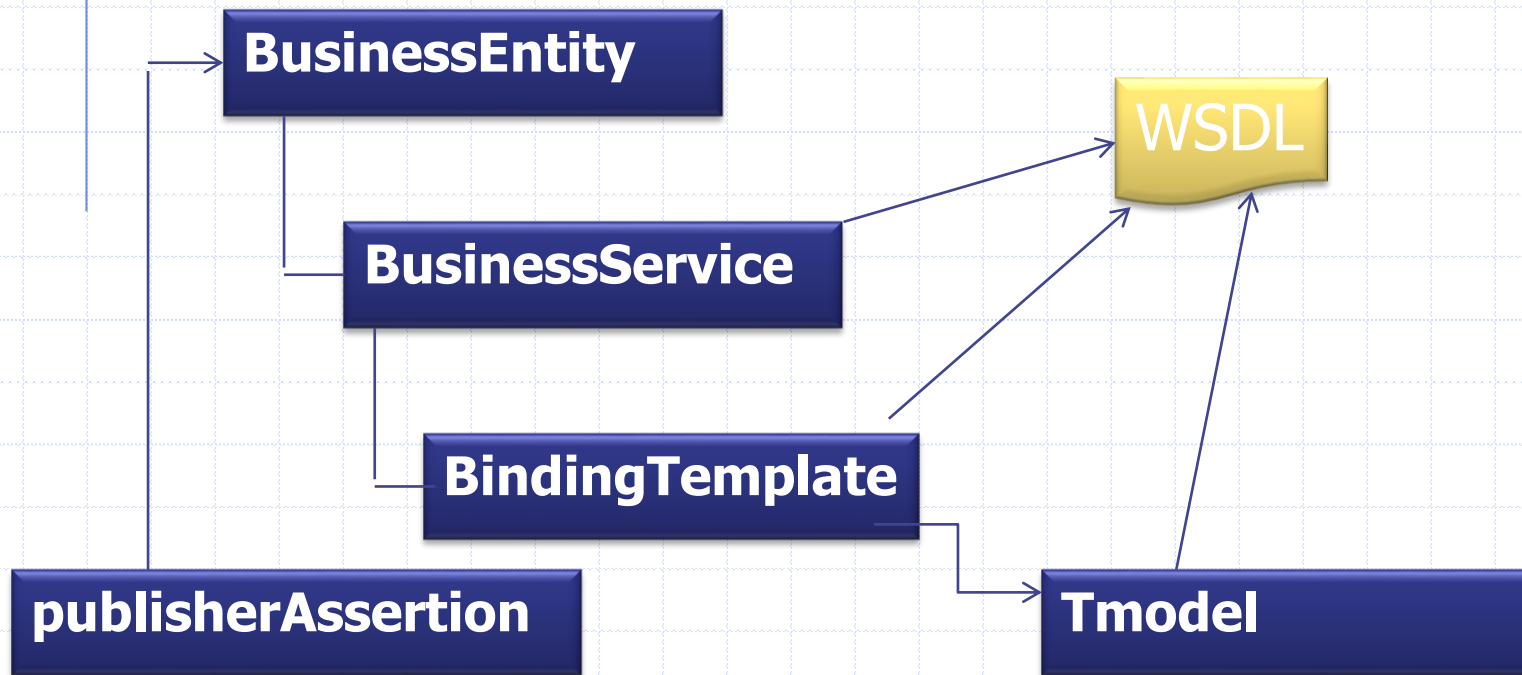 BusinessEntity
WSDL
BusinessService
BindingTemplate
publisherAssertion
Tmodel